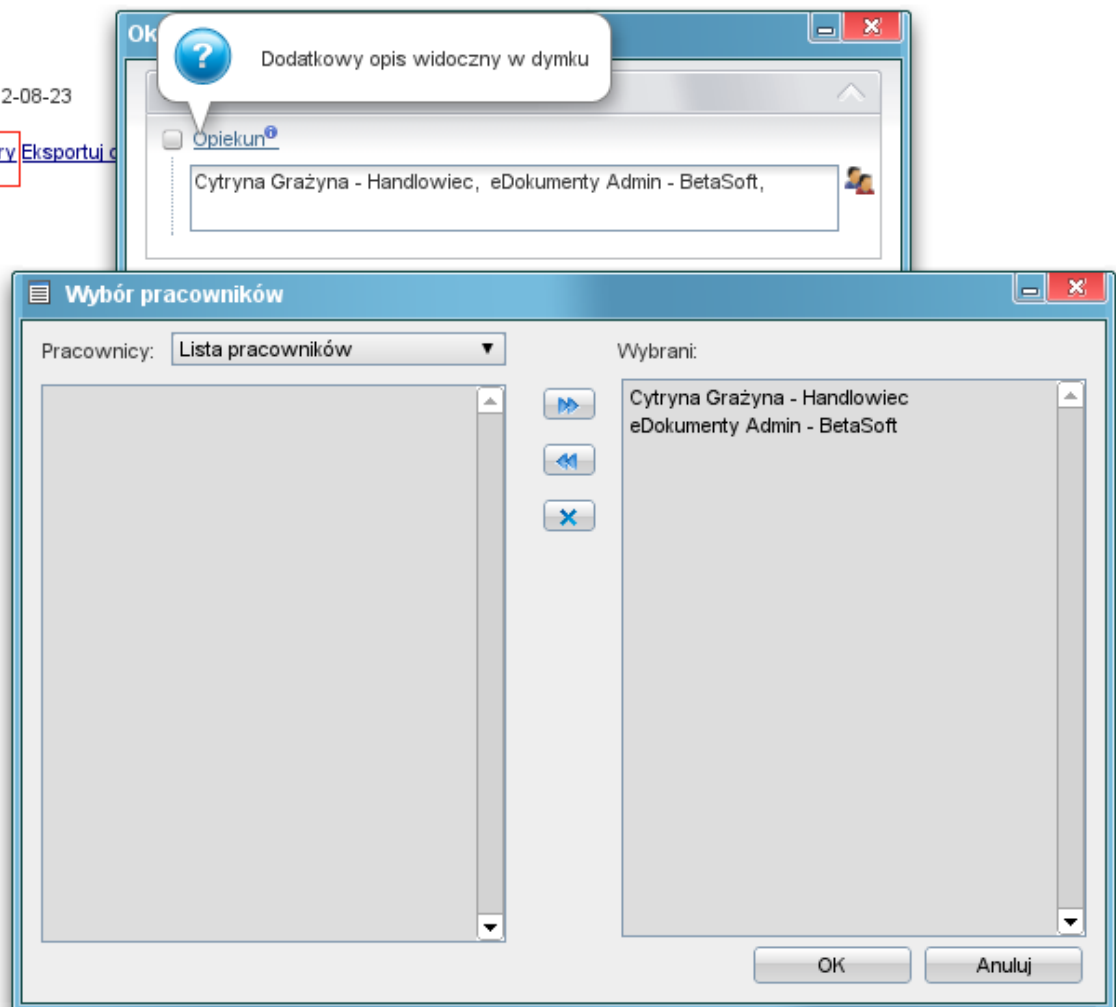 Ok
Dodatkowy opis widoczny w dymku
2-08-23
Opiekun
ry Eksportuj
Cytryna Grażyna - Handlowiec, eDokumenty Admin - BetaSoft,
Wybór pracowników
Pracownicy: Lista pracowników
Wybrani:
Cytryna Grażyna - Handlowiec
eDokumenty Admin - BetaSoft
OK
Anuluj